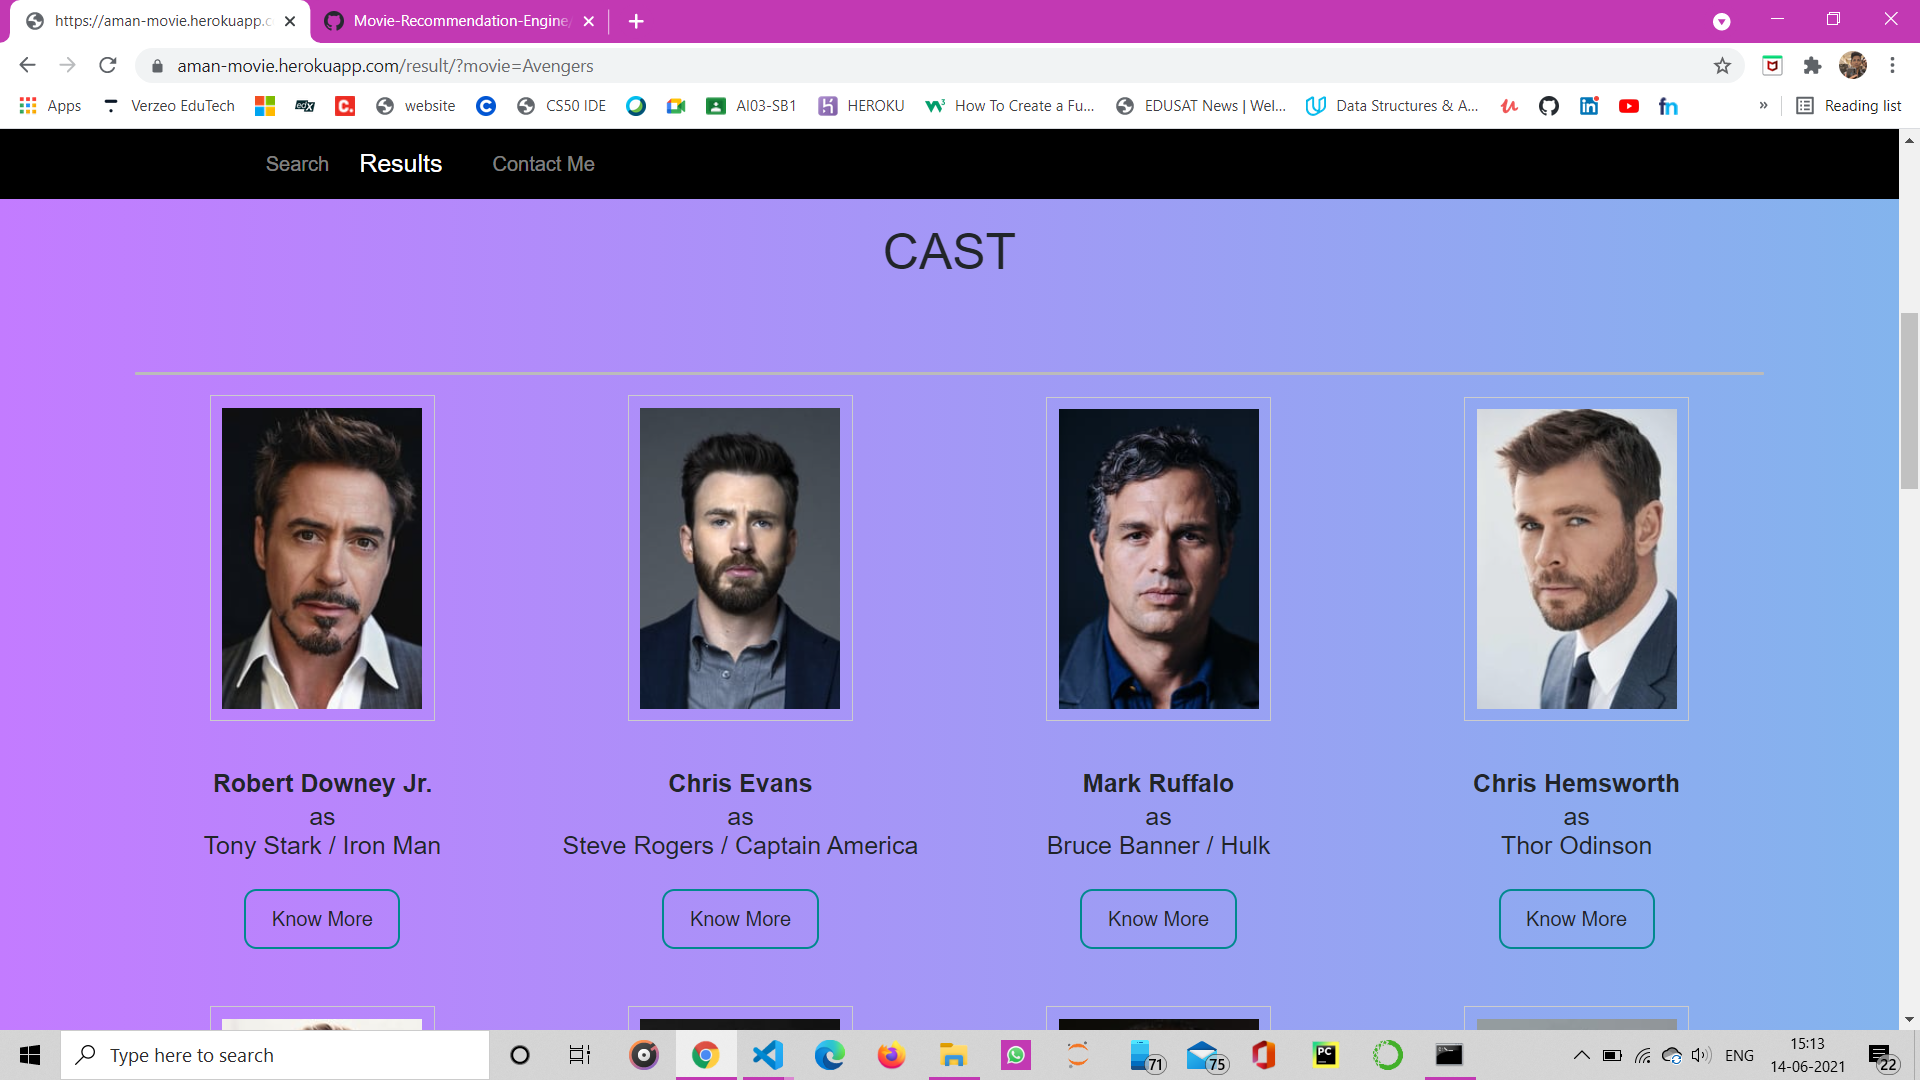 https://aman-movie.herokuapp.c
Movie-Recommendation-Engine
aman-movie.herokuapp.com/result/?movie=Avengers
Apps
Verzeo EduTech
edX
C.
website
C
CS50 IDE
AI03-SB1
HEROKU
How To Create a Fu...
EDUSAT News | Wel...
Data Structures & A...
in
fn
»
Reading list
Search
Results
Contact Me
CAST
Robert Downey Jr.
as
Tony Stark / Iron Man
Know More
Chris Evans
as
Steve Rogers / Captain America
Know More
Mark Ruffalo
as
Bruce Banner / Hulk
Know More
Chris Hemsworth
as
Thor Odinson
Know More
Type here to search
71
75
PC
ENG
15:13
14-06-2021
22